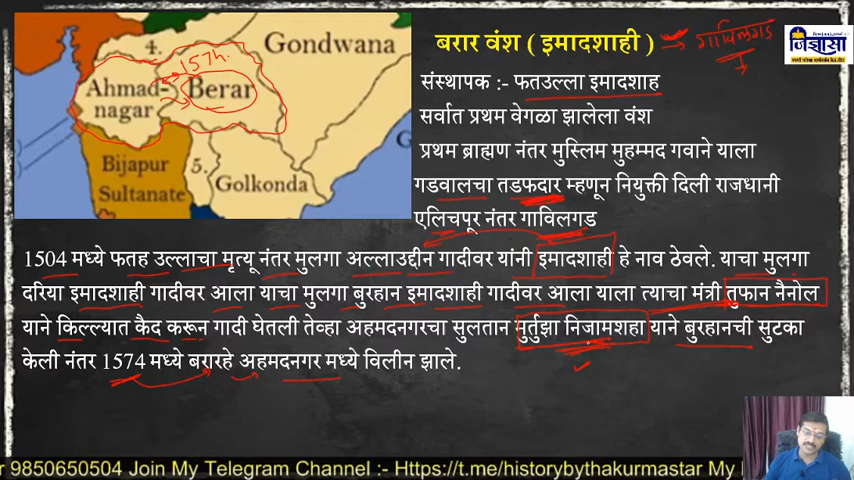 बरार वंश ( इमादशाही ) → गाविलगड
जिज्ञासा
4.
1574
Gondwana
Ahmad-
nagar
Berar
Bijapur
Sultanate
5.
Golkonda
G
संस्थापक :- फतउल्ला इमादशाह
सर्वात प्रथम वेगळा झालेला वंश
प्रथम ब्राह्मण नंतर मुस्लिम मुहम्मद गवाने याला
गडवालचा तडफदार म्हणून नियुक्ती दिली राजधानी
एलिचपूर नंतर गाविलगड
1504 मध्ये फतह उल्लाचा मृत्यू नंतर मुलगा अल्लाउद्दीन गादीवर यांनी इमादशाही हे नाव ठेवले. याचा मुलगा
दरिया इमादशाही गादीवर आला याचा मुलगा बुरहान इमादशाही गादीवर आला याला त्याचा मंत्री तुफान नैनोल
याने किल्ल्यात कैद करून गादी घेतली तेव्हा अहमदनगरचा सुलतान मुर्तुझा निजामशहा याने बुरहानची सुटका
केली नंतर 1574 मध्ये बरारहे अहमदनगर मध्ये विलीन झाले.
r 9850650504 Join My Telegram Channel :- Https://t.me/historybythakurmastar My